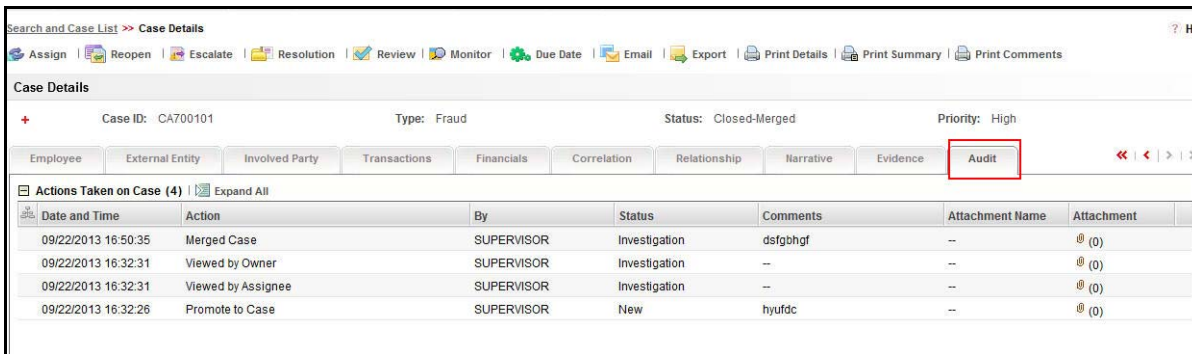 Search and Case List >> Case Details ? H
Assign | Reopen | Escalate | Resolution | Review | Monitor | Due Date | Email | Export | Print Details | Print Summary | Print Comments
Case Details
+ Case ID: CA700101 Type: Fraud Status: Closed-Merged Priority: High
Employee External Entity Involved Party Transactions Financials Correlation Relationship Narrative Evidence Audit
Actions Taken on Case (4) | Expand All
Date and Time Action By Status Comments Attachment Name Attachment
09/22/2013 16:50:35 Merged Case SUPERVISOR Investigation dsfgbhgf -- (0)
09/22/2013 16:32:31 Viewed by Owner SUPERVISOR Investigation -- -- (0)
09/22/2013 16:32:31 Viewed by Assignee SUPERVISOR Investigation -- -- (0)
09/22/2013 16:32:26 Promote to Case SUPERVISOR New hyufdc -- (0)